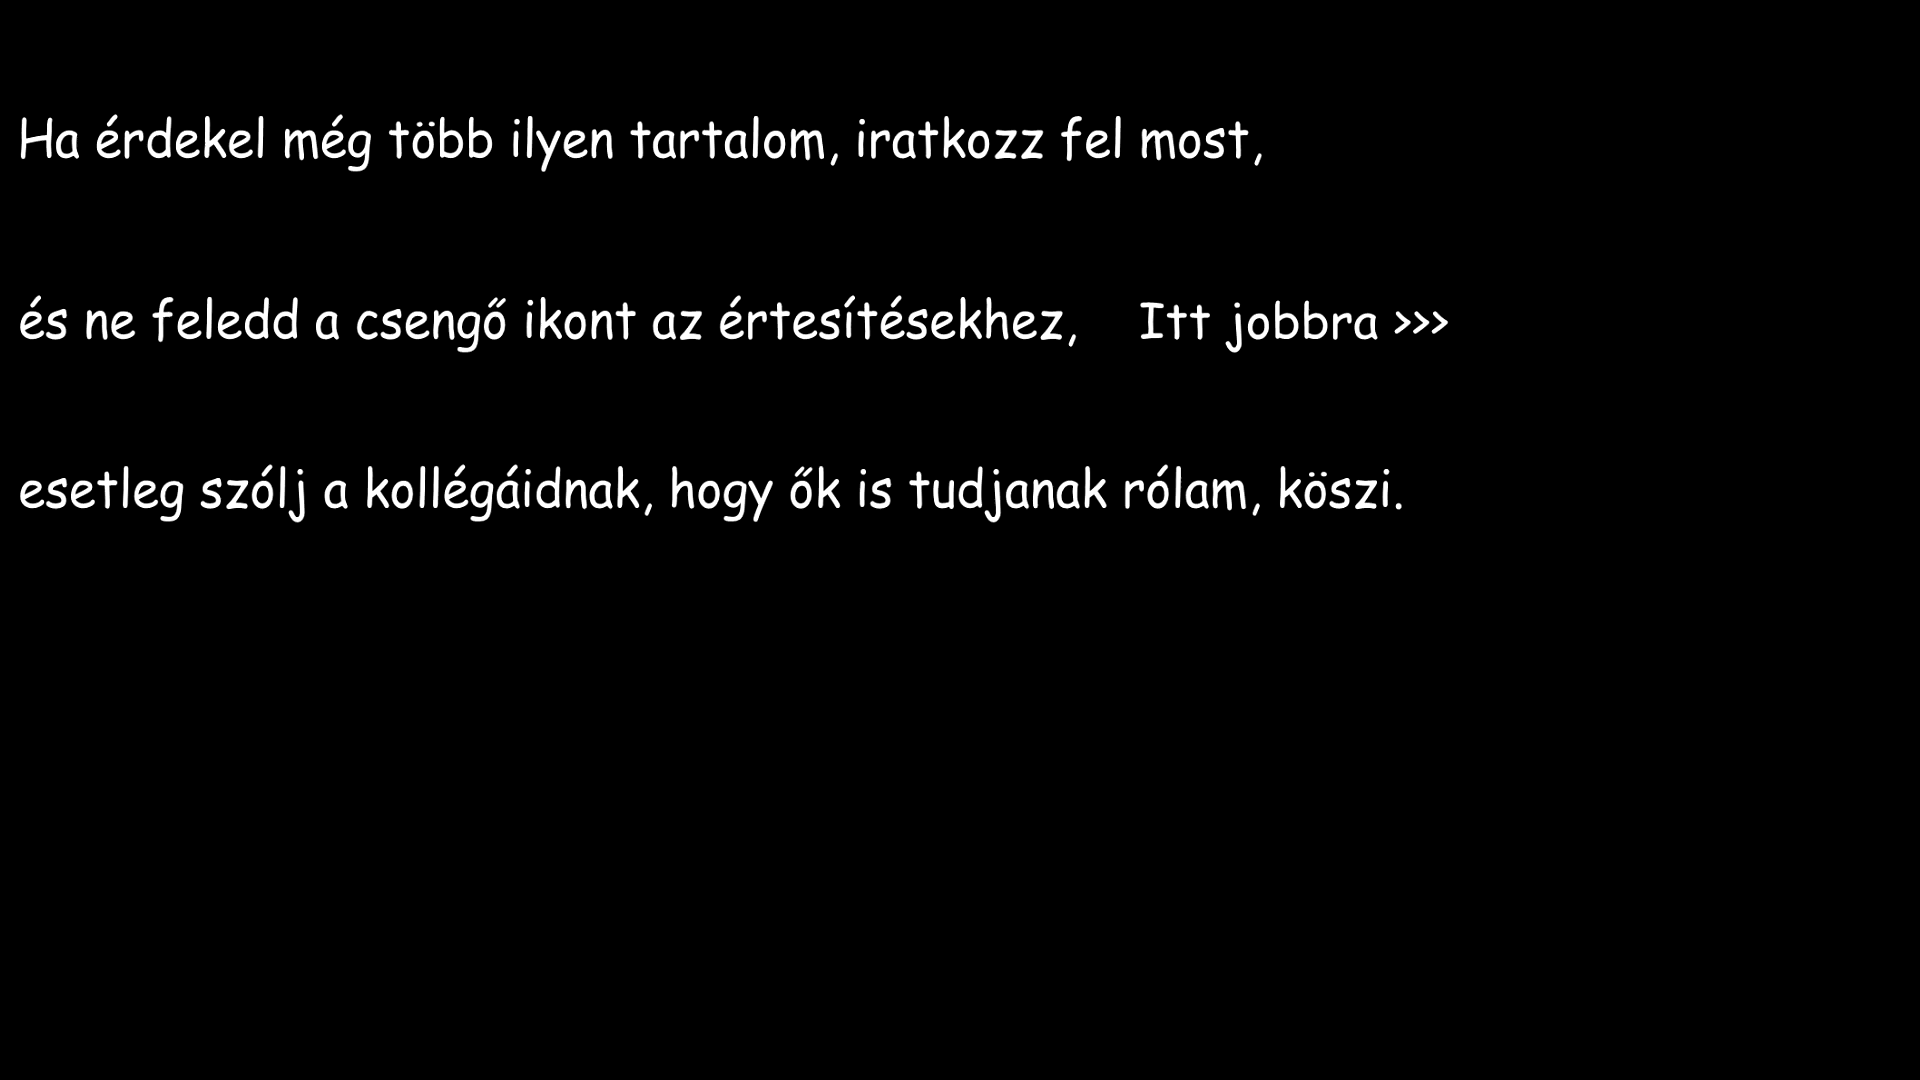 Ha érdekel még több ilyen tartalom, iratkozz fel most,
és ne feledd a csengő ikont az értesítésekhez, Itt jobbra >>>
esetleg szólj a kollégáidnak, hogy ők is tudjanak rólam, köszi.